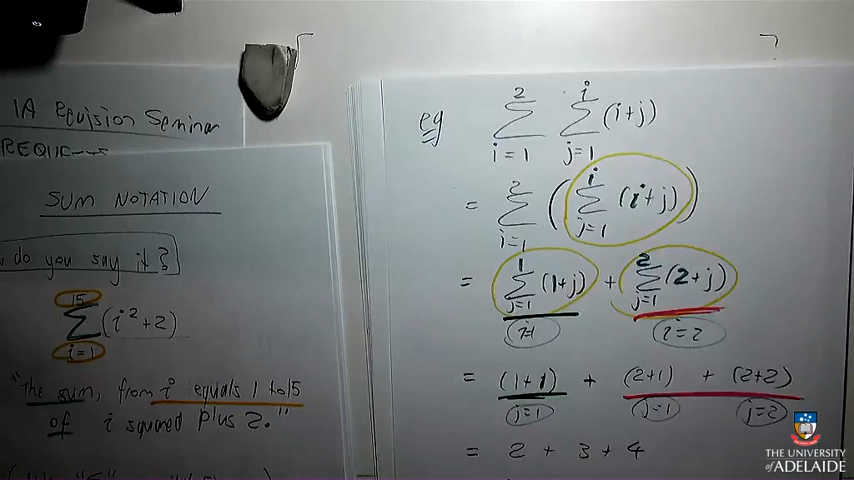 1A Revision Seminar
REQUE
SUM NOTATION
do you say it?
15
∑ (i² + 2)
i=1
"The sum, from i equals 1 to 15
of i squared plus 2."
eg ∑_{i=1}^{2} ∑_{j=1}^{i} (i+j)
= ∑_{i=1}^{2} ( ∑_{j=1}^{i} (i+j) )
= ∑_{j=1}^{1} (1+j) + ∑_{j=1}^{2} (2+j)
i=1 i=2
= (1+1) + (2+1) + (2+2)
j=1 j=1 j=2
= 2 + 3 + 4
THE UNIVERSITY
of ADELAIDE